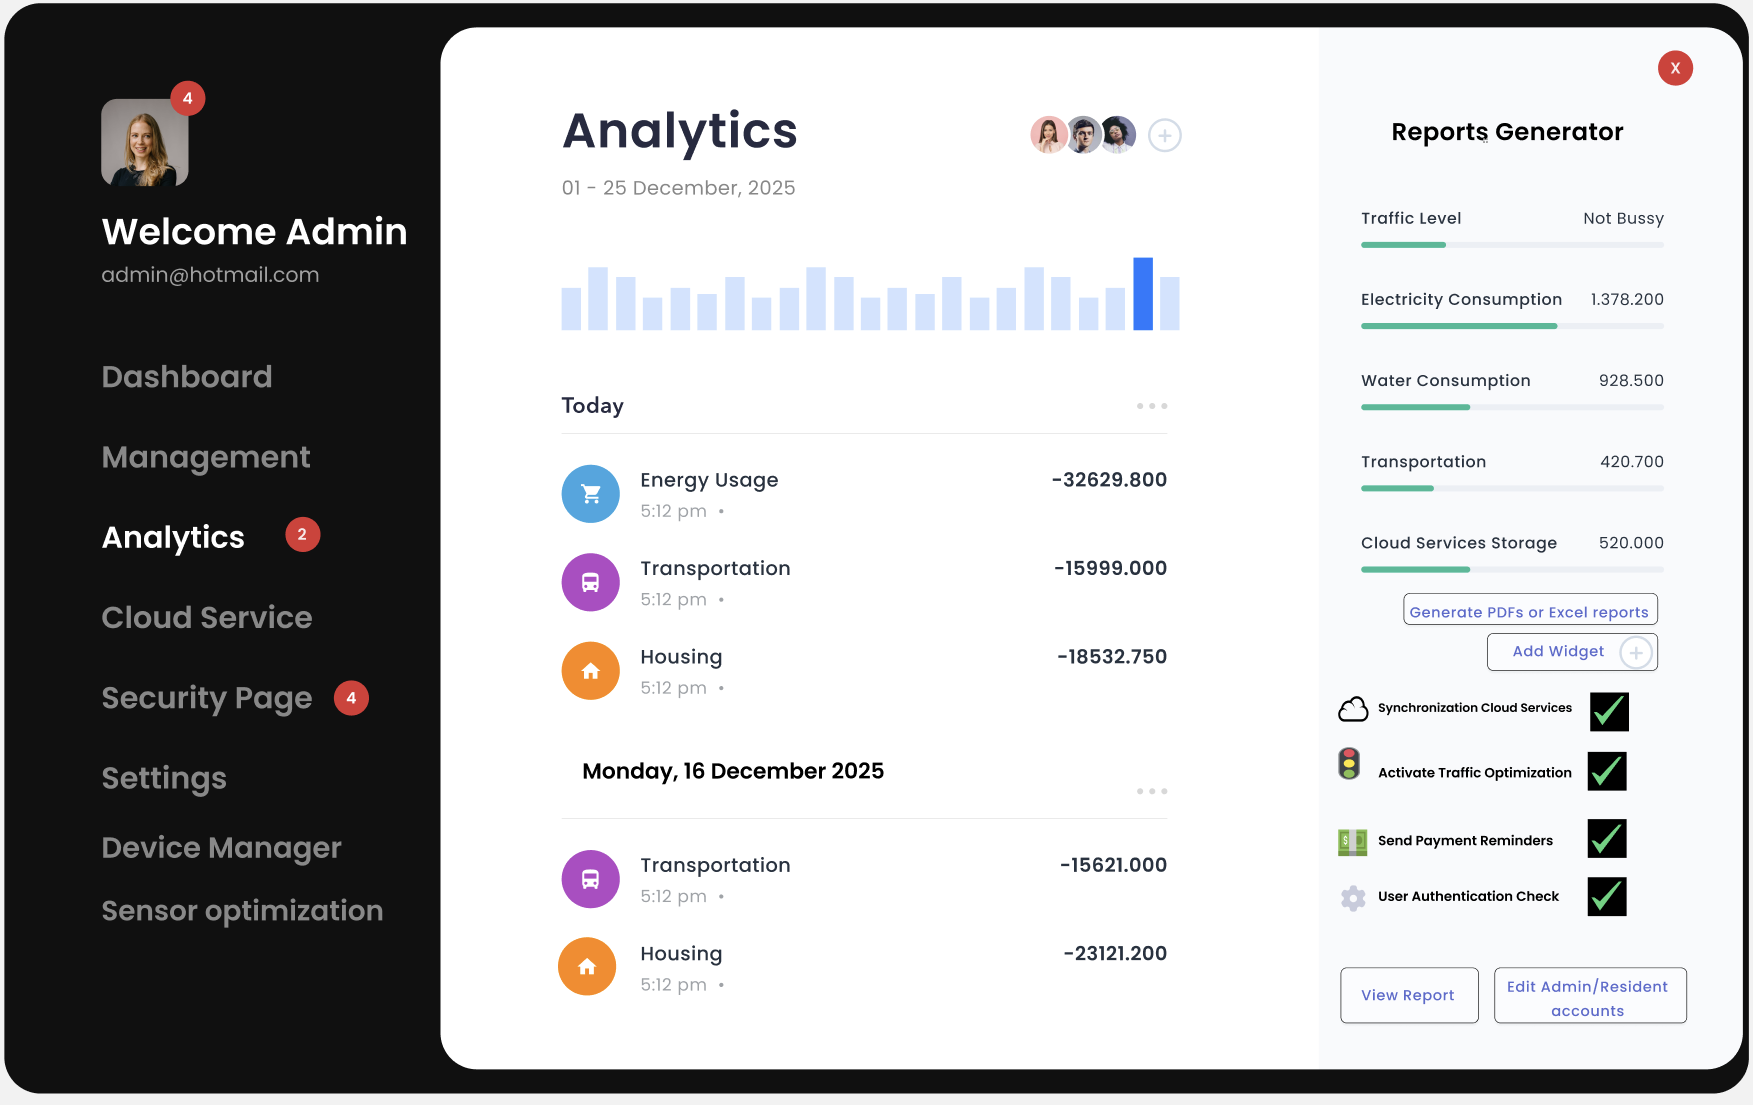 4
Welcome Admin
admin@hotmail.com
Dashboard
Management
Analytics
2
Cloud Service
Security Page
4
Settings
Device Manager
Sensor optimization
Analytics
01 - 25 December, 2025
Today
Energy Usage
-32629.800
5:12 pm •
Transportation
-15999.000
5:12 pm •
Housing
-18532.750
5:12 pm •
Monday, 16 December 2025
Transportation
-15621.000
5:12 pm •
Housing
-23121.200
5:12 pm •
X
Reports Generator
Traffic Level
Not Bussy
Electricity Consumption
1.378.200
Water Consumption
928.500
Transportation
420.700
Cloud Services Storage
520.000
Generate PDFs or Excel reports
Add Widget
Synchronization Cloud Services
Activate Traffic Optimization
Send Payment Reminders
User Authentication Check
View Report
Edit Admin/Resident
accounts